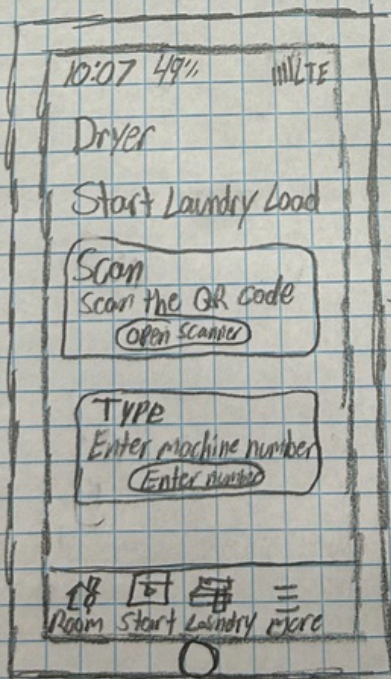 10:07 49% LTE
Dryer
Start Laundry Load
Scan
Scan the QR code
Open scanner
Type
Enter machine number
Enter number
Room Start Laundry More